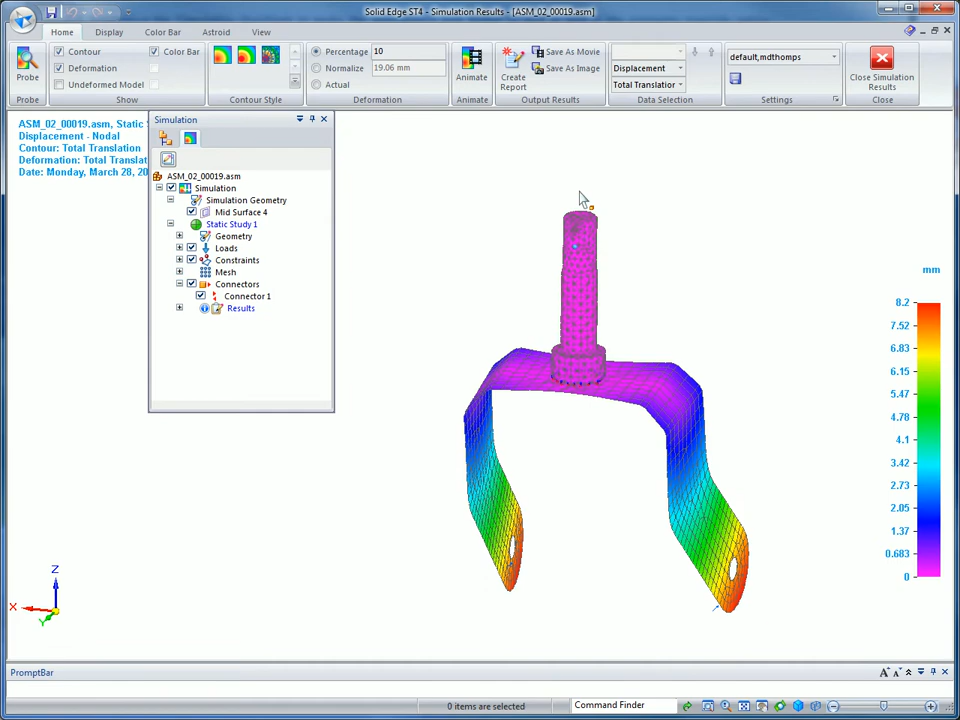 Solid Edge ST4 - Simulation Results - [ASM_02_00019.asm]
Home Display Color Bar Astroid View
Probe
Contour Color Bar
Deformation
Undeformed Model
Percentage 10
Normalize 19.06 mm
Actual
Animate
Create Report
Save As Movie
Save As Image
Displacement
Total Translation
default,mdthomps
Close Simulation Results
Probe Show Contour Style Deformation Animate Output Results Data Selection Settings Close
ASM_02_00019.asm, Static S
Displacement - Nodal
Contour: Total Translation
Deformation: Total Translat
Date: Monday, March 28, 20
Simulation
ASM_02_00019.asm
Simulation
Simulation Geometry
Mid Surface 4
Static Study 1
Geometry
Loads
Constraints
Mesh
Connectors
Connector 1
Results
mm
8.2
7.52
6.83
6.15
5.47
4.78
4.1
3.42
2.73
2.05
1.37
0.683
0
Z
X
Y
PromptBar
0 items are selected
Command Finder